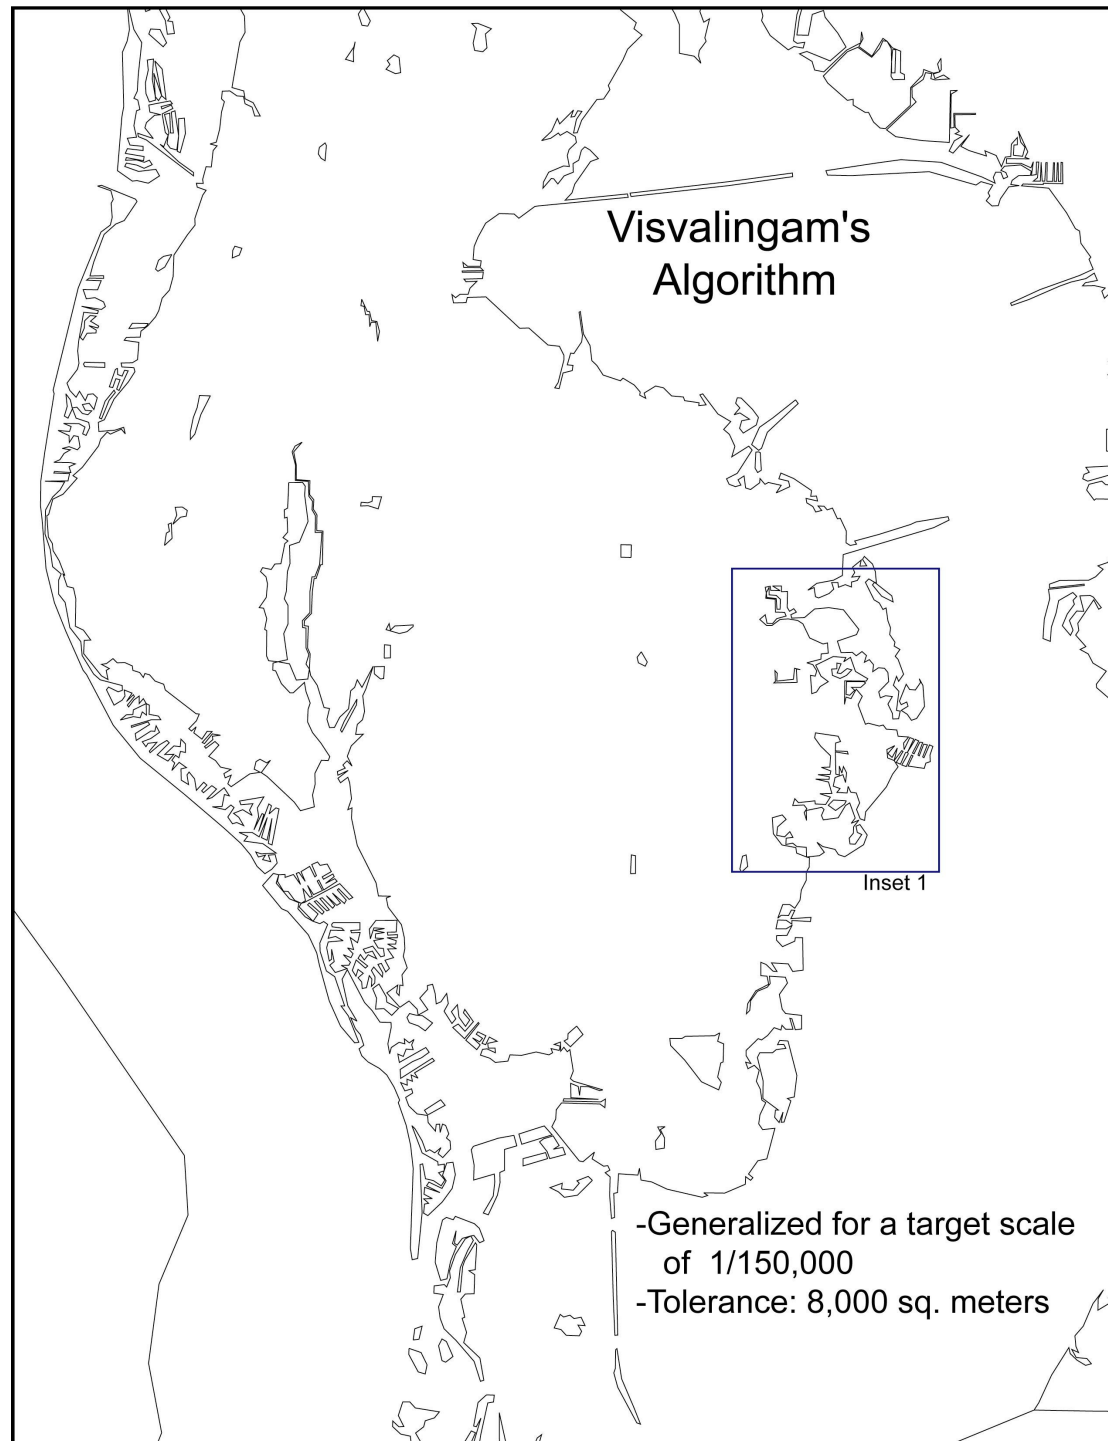 Visvalingam's
Algorithm
Inset 1
-Generalized for a target scale
of 1/150,000
-Tolerance: 8,000 sq. meters